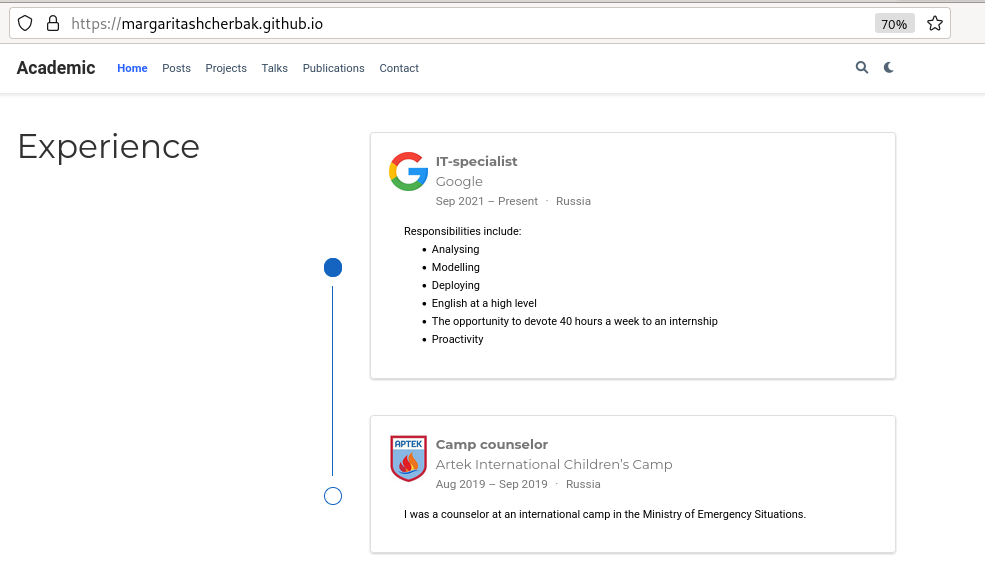 https://margaritashcherbak.github.io 70%
Academic Home Posts Projects Talks Publications Contact
Experience
IT-specialist
Google
Sep 2021 – Present · Russia
Responsibilities include:
• Analysing
• Modelling
• Deploying
• English at a high level
• The opportunity to devote 40 hours a week to an internship
• Proactivity
АРТЕК
Camp counselor
Artek International Children's Camp
Aug 2019 – Sep 2019 · Russia
I was a counselor at an international camp in the Ministry of Emergency Situations.